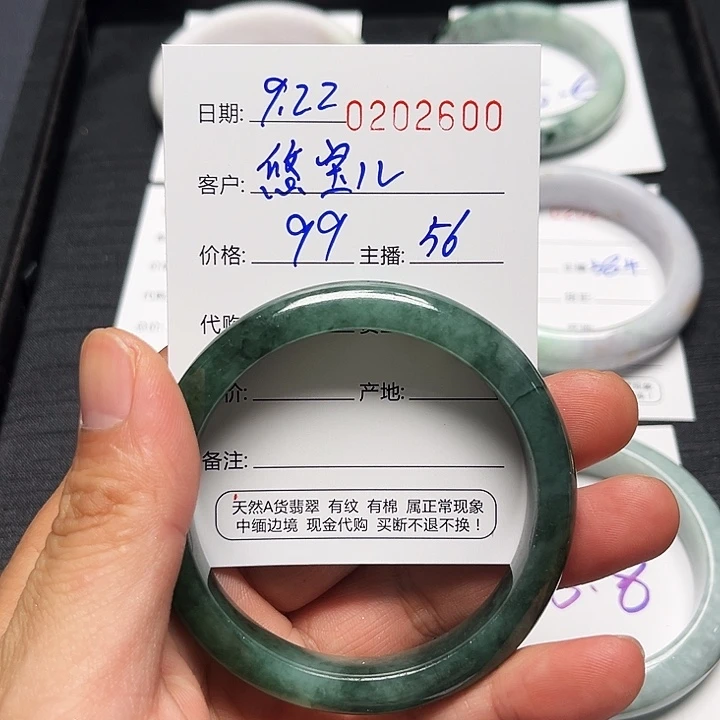 日期: 9.22 0202600
客户: 悠宝儿
价格: 99 主播: 56
代购
价: 产地:
备注:
天然A货翡翠 有纹 有棉 属正常现象
中缅边境 现金代购 买断不退不换！